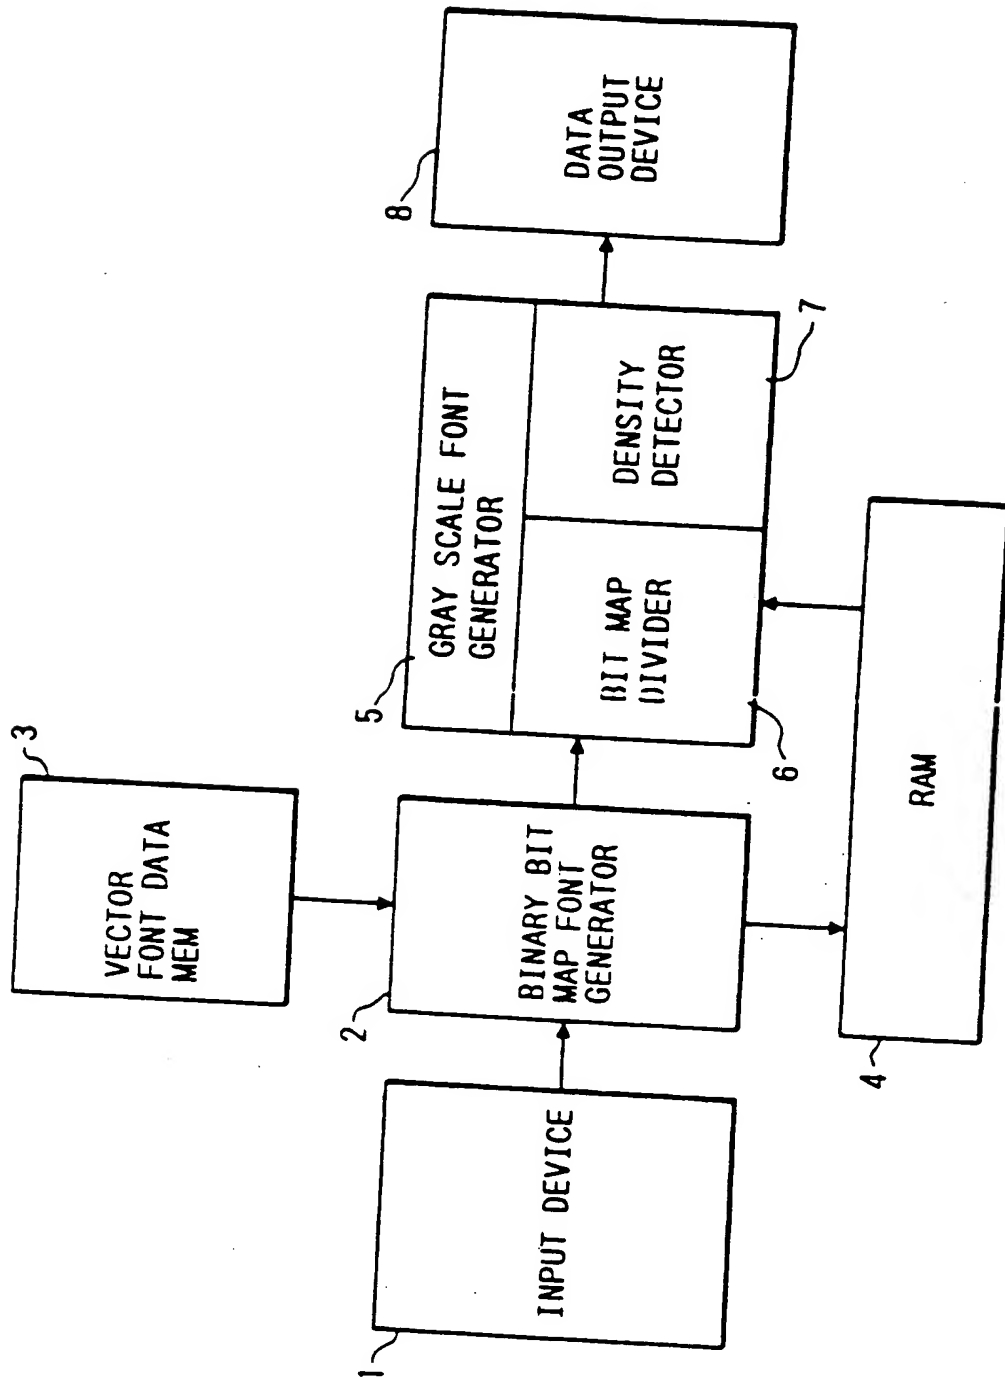 3
VECTOR
FONT DATA
MEM
1
INPUT DEVICE
2
BINARY BIT
MAP FONT
GENERATOR
5
GRAY SCALE FONT
GENERATOR
BIT MAP
DIVIDER
6
DENSITY
DETECTOR
7
8
DATA
OUTPUT
DEVICE
4
RAM